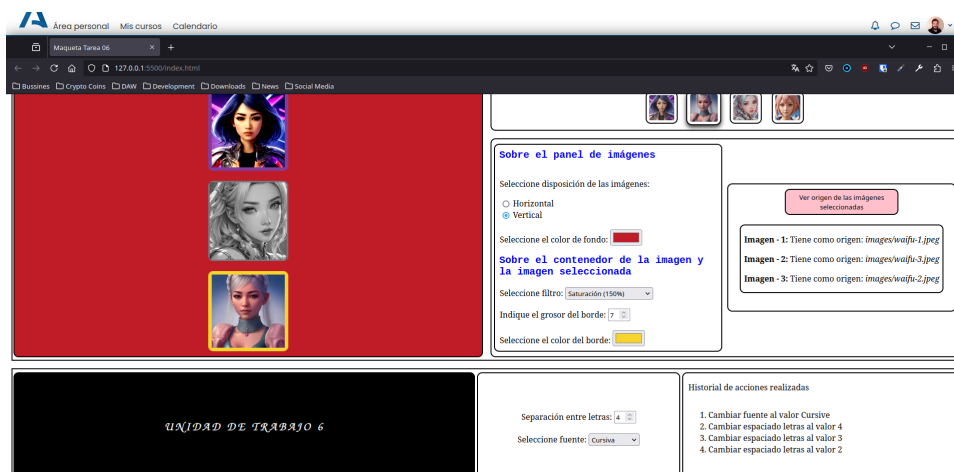 Área personal Mis cursos Calendario
Maqueta Tarea 06
127.0.0.1:5500/index.html
Bussines Crypto Coins DAW Development Downloads News Social Media
Sobre el panel de imágenes
Seleccione disposición de las imágenes:
Horizontal
Vertical
Seleccione el color de fondo:
Sobre el contenedor de la imagen y
la imagen seleccionada
Seleccione filtro: Saturación (150%)
Indique el grosor del borde: 7
Seleccione el color del borde:
Ver origen de las imágenes
seleccionadas
Imagen - 1: Tiene como origen: images/waifu-1.jpeg
Imagen - 2: Tiene como origen: images/waifu-3.jpeg
Imagen - 3: Tiene como origen: images/waifu-2.jpeg
UNIDAD DE TRABAJO 6
Separación entre letras: 4
Seleccione fuente: Cursiva
Historial de acciones realizadas
1. Cambiar fuente al valor Cursive
2. Cambiar espaciado letras al valor 4
3. Cambiar espaciado letras al valor 3
4. Cambiar espaciado letras al valor 2